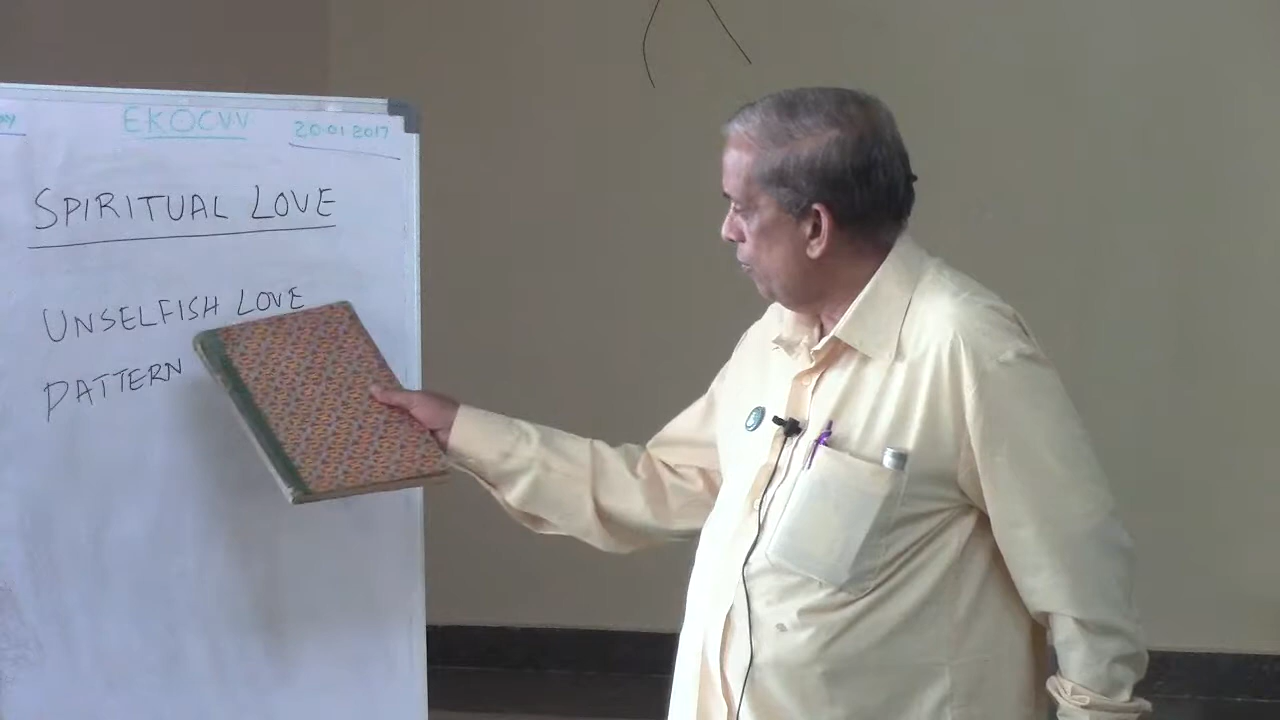 EKOCVV
20.01.2017
SPIRITUAL LOVE
UNSELFISH LOVE
PATTERN